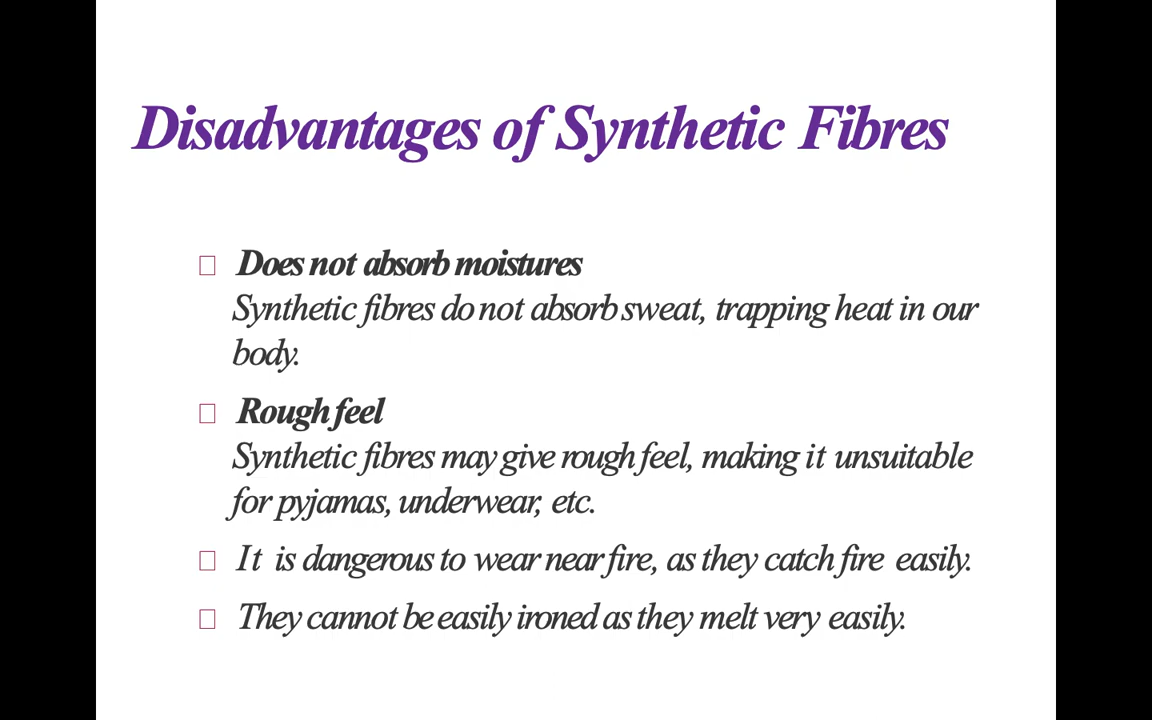 Disadvantages of Synthetic Fibres
Does not absorb moistures
Synthetic fibres do not absorb sweat, trapping heat in our
body.
Rough feel
Synthetic fibres may give rough feel, making it unsuitable
for pyjamas, underwear, etc.
It is dangerous to wear near fire, as they catch fire easily.
They cannot be easily ironed as they melt very easily.